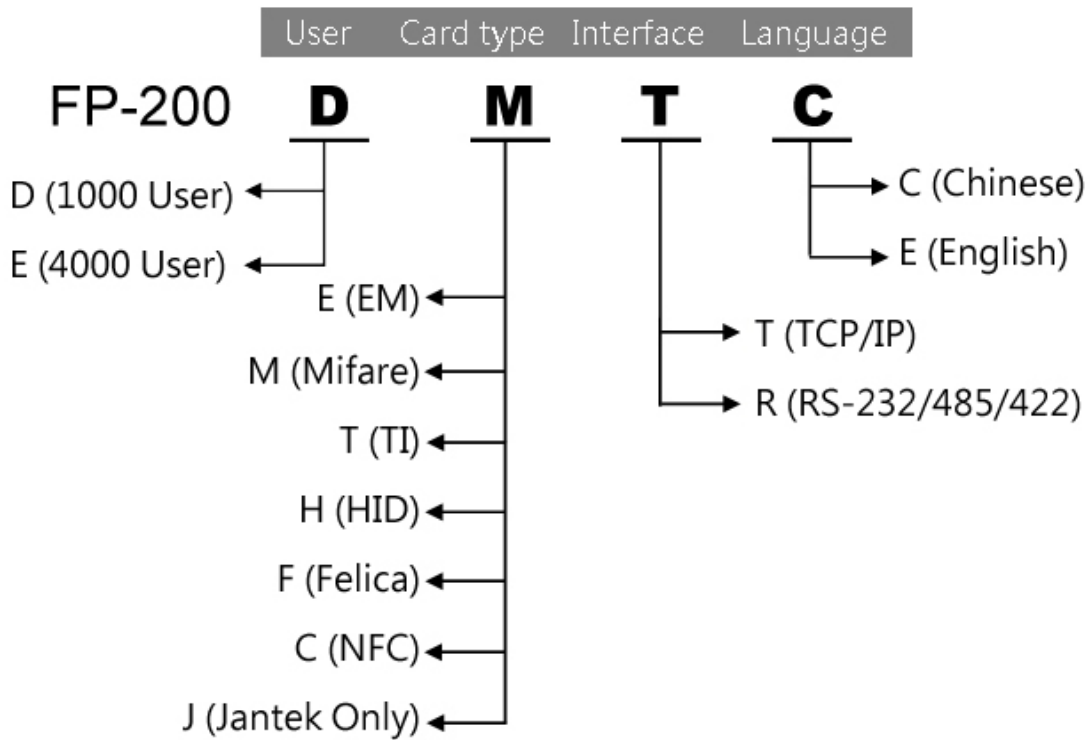 User Card type Interface Language
FP-200 D M T C
D (1000 User)
E (4000 User)
E (EM)
M (Mifare)
T (TI)
H (HID)
F (Felica)
C (NFC)
J (Jantek Only)
T (TCP/IP)
R (RS-232/485/422)
C (Chinese)
E (English)